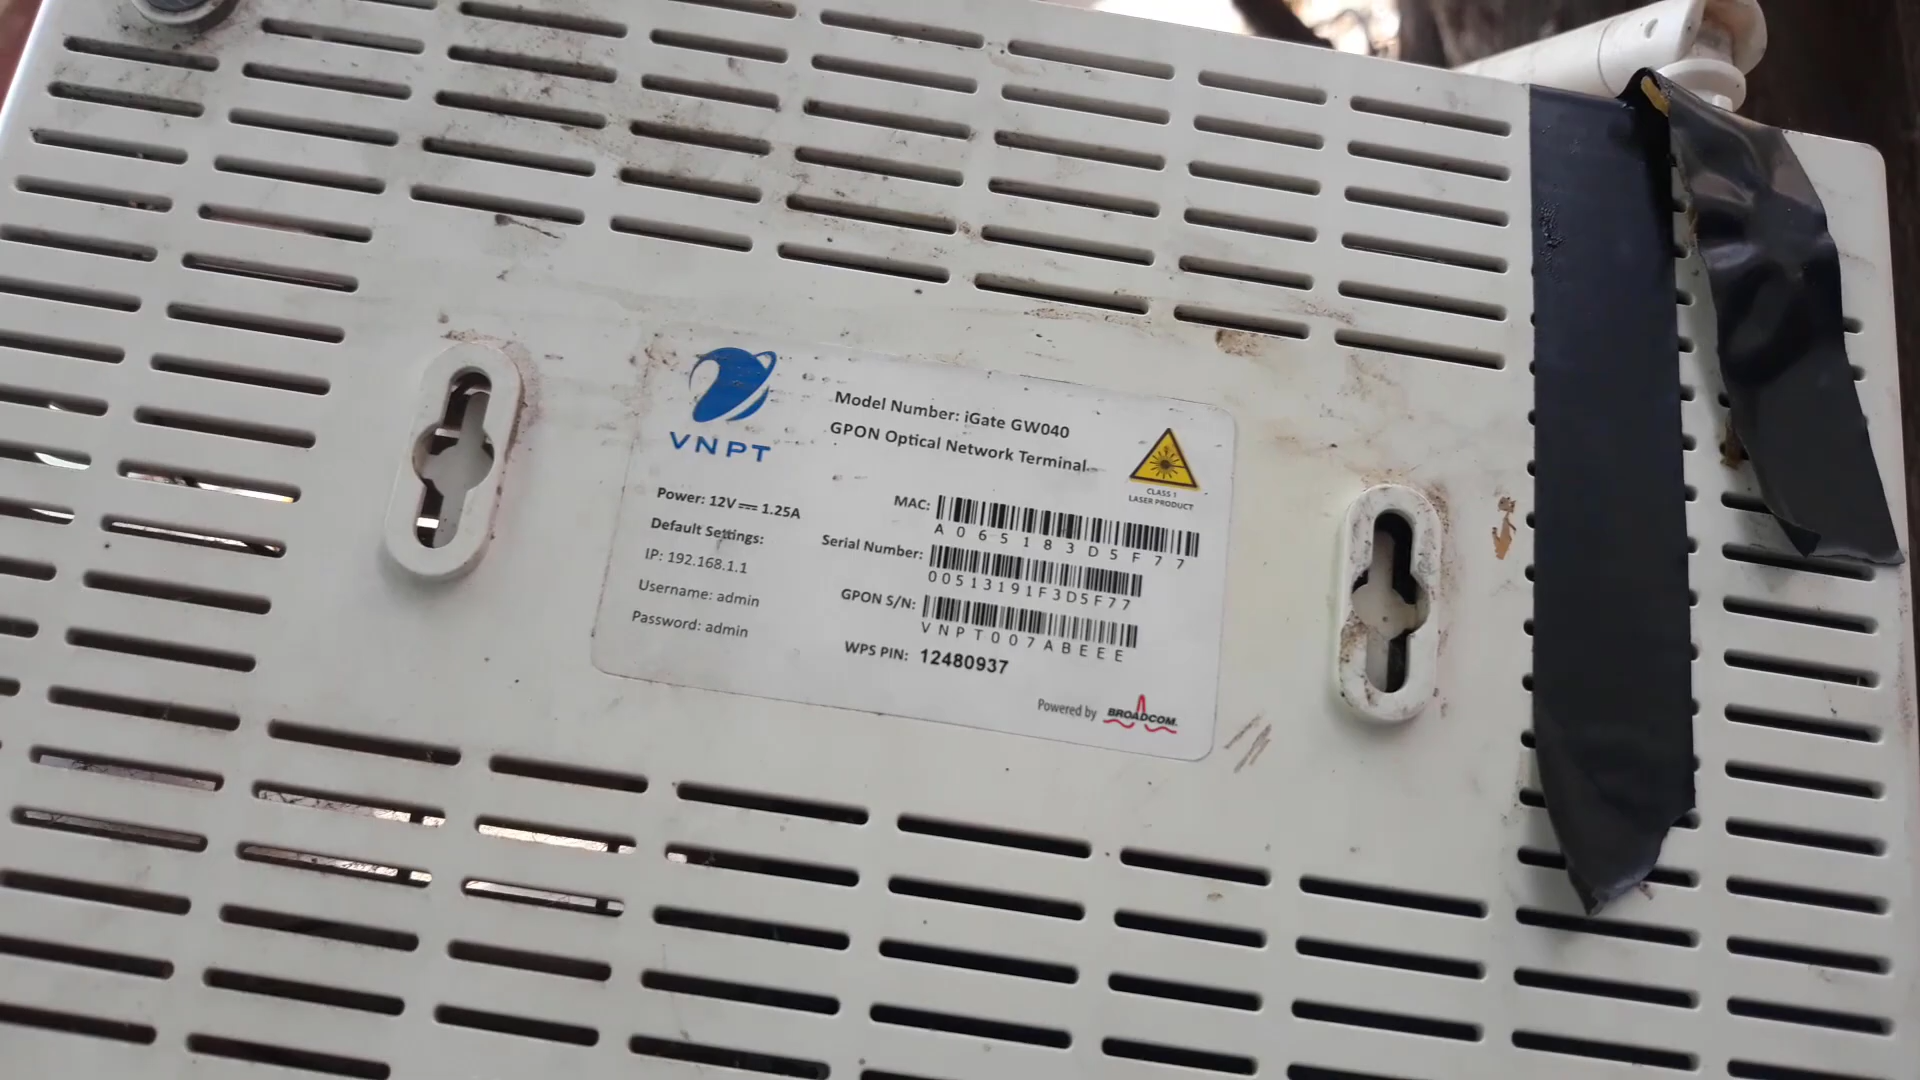 VNPT
Model Number: iGate GW040
GPON Optical Network Terminal
CLASS 1
LASER PRODUCT
Power: 12V⎓1.25A
Default Settings:
IP: 192.168.1.1
Username: admin
Password: admin
MAC:
A065183D5F77
Serial Number:
00513191F3D5F77
GPON S/N:
VNPT007ABEEE
WPS PIN: 12480937
Powered by BROADCOM.